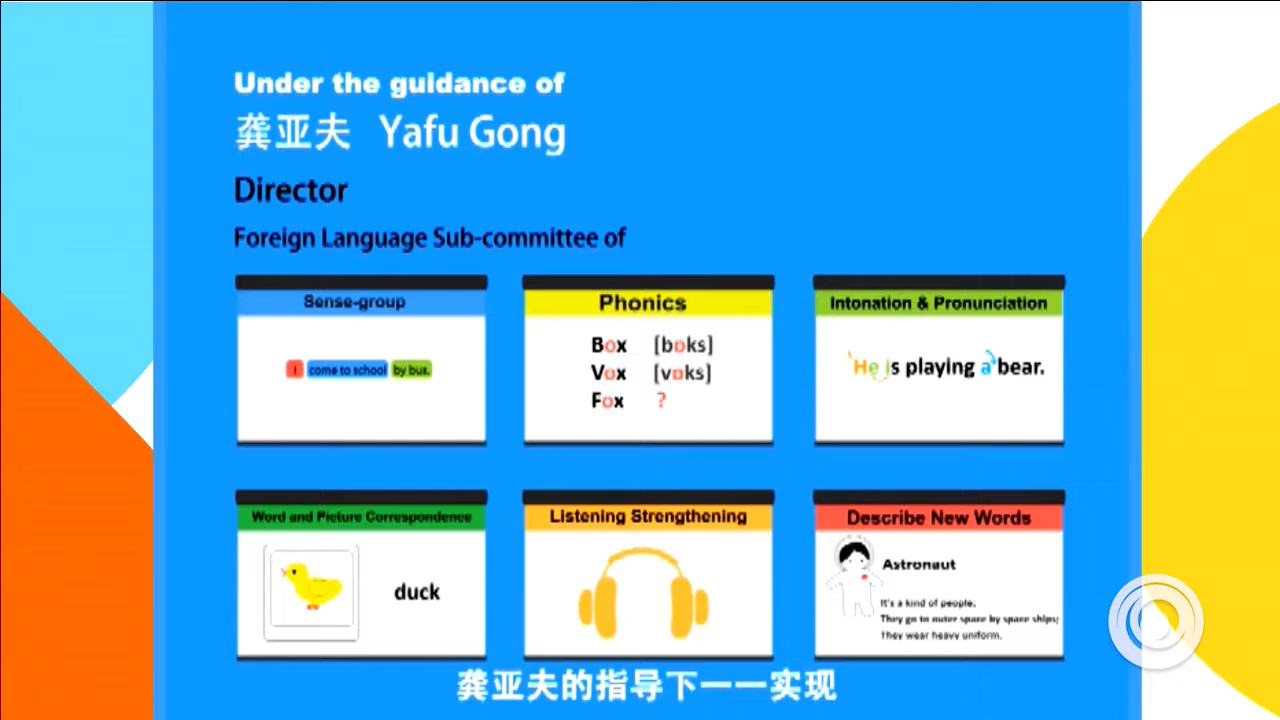 Under the guidance of
龚亚夫 Yafu Gong
Director
Foreign Language Sub-committee of
Sense-group
I come to school by bus.
Phonics
Box [bɒks]
Vox [vɒks]
Fox ?
Intonation & Pronunciation
He is playing a bear.
Word and Picture Correspondence
duck
Listening Strengthening
Describe New Words
Astronaut
It's a kind of people.
They go to outer space by space ships;
They wear heavy uniform.
龚亚夫的指导下一一实现